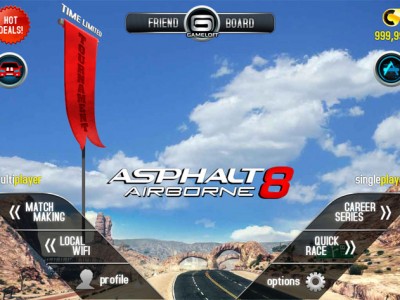 HOT
DEALS!
TIME LIMITED
TOURNAMENT
FRIEND
BOARD
GAMELOFT
999,99
ASPHALT 8
AIRBORNE
ultiplayer
singleplayer
MATCH
MAKING
CAREER
SERIES
LOCAL
WIFI
QUICK
RACE
profile
options